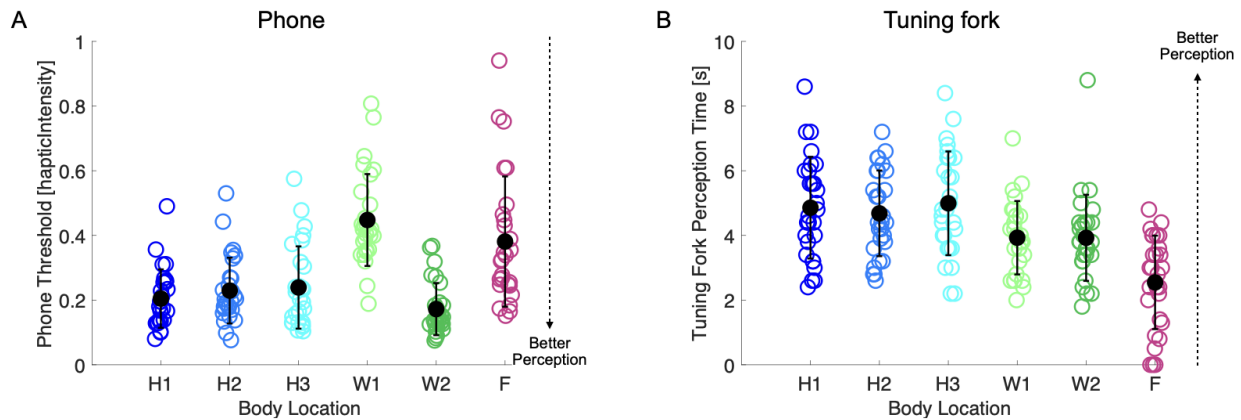 A
Phone
Phone Threshold [hapticIntensity]
1
0.8
0.6
0.4
0.2
0
H1 H2 H3 W1 W2 F
Body Location
Better
Perception
B
Tuning fork
Tuning Fork Perception Time [s]
10
8
6
4
2
0
H1 H2 H3 W1 W2 F
Body Location
Better
Perception